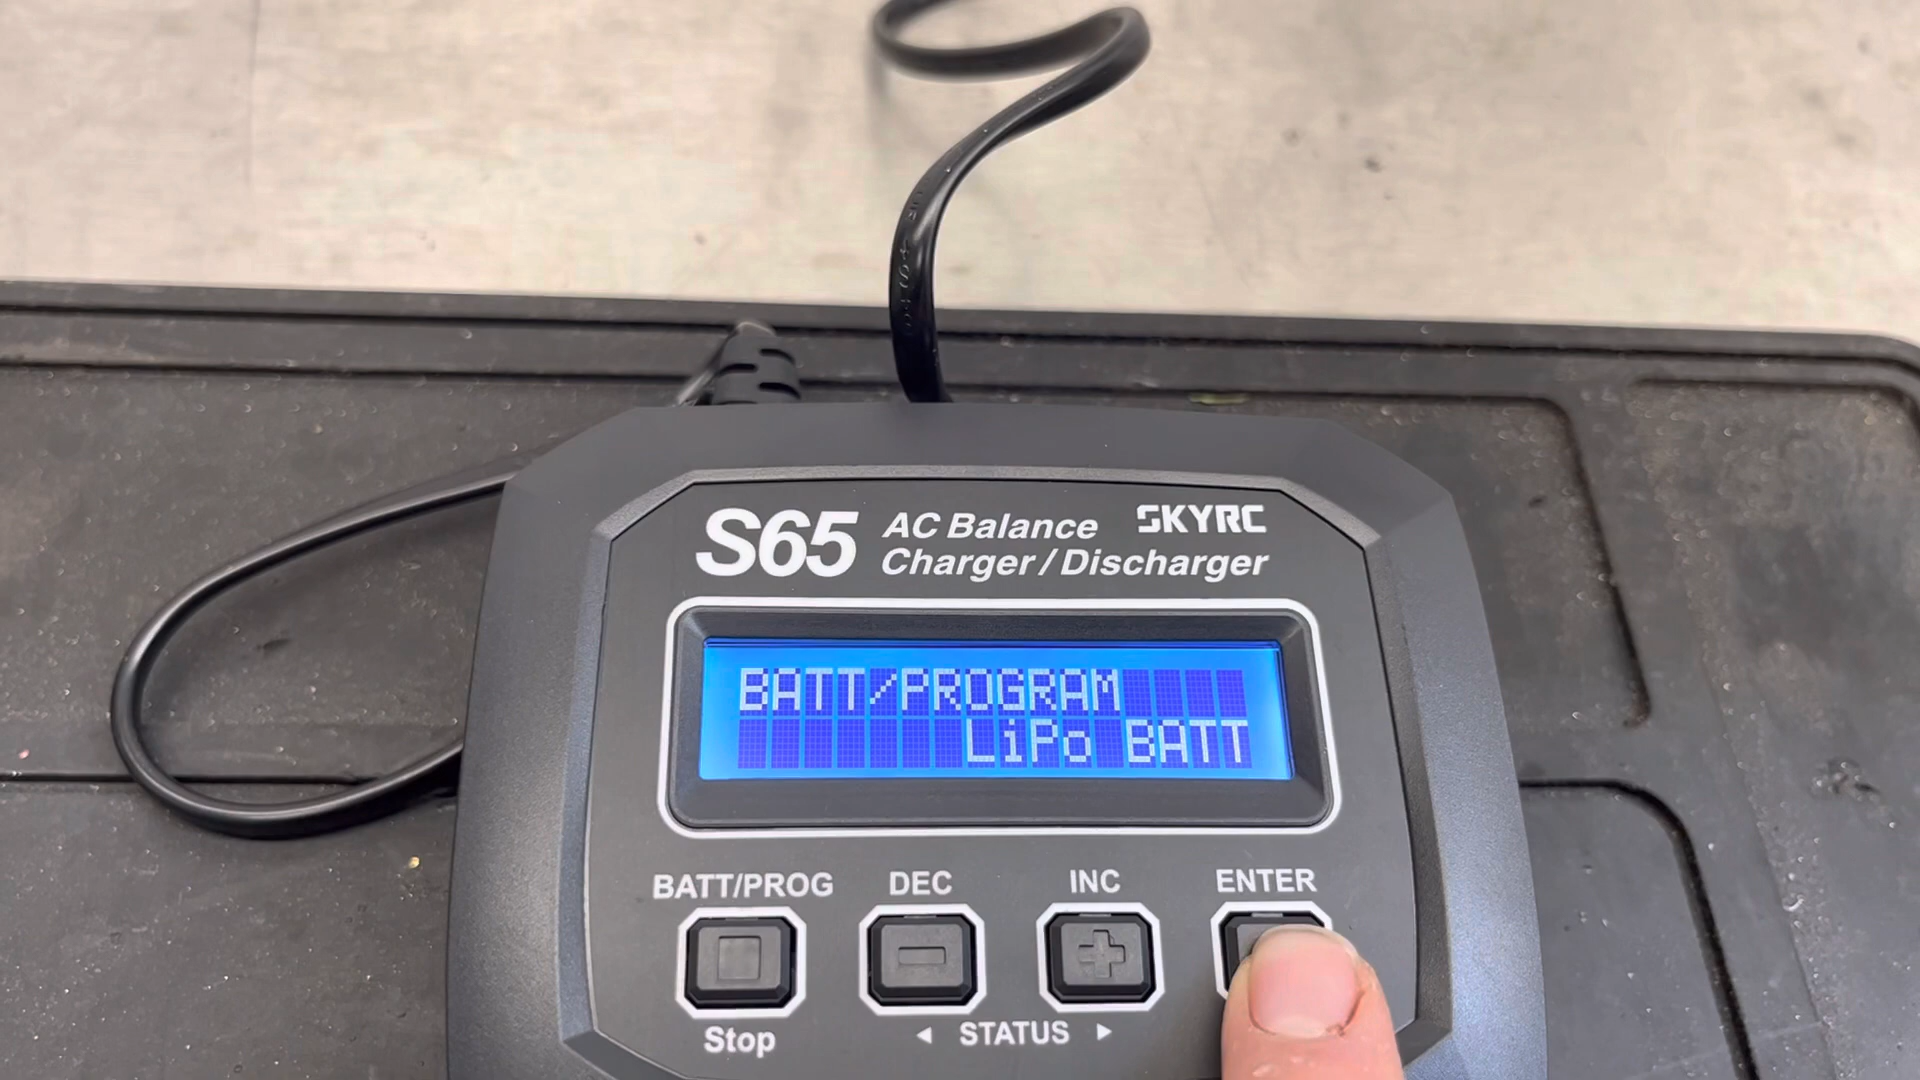 S65 AC Balance SKYRC
Charger / Discharger
BATT/PROGRAM
LiPo BATT
BATT/PROG DEC INC ENTER
Stop ◄ STATUS ►